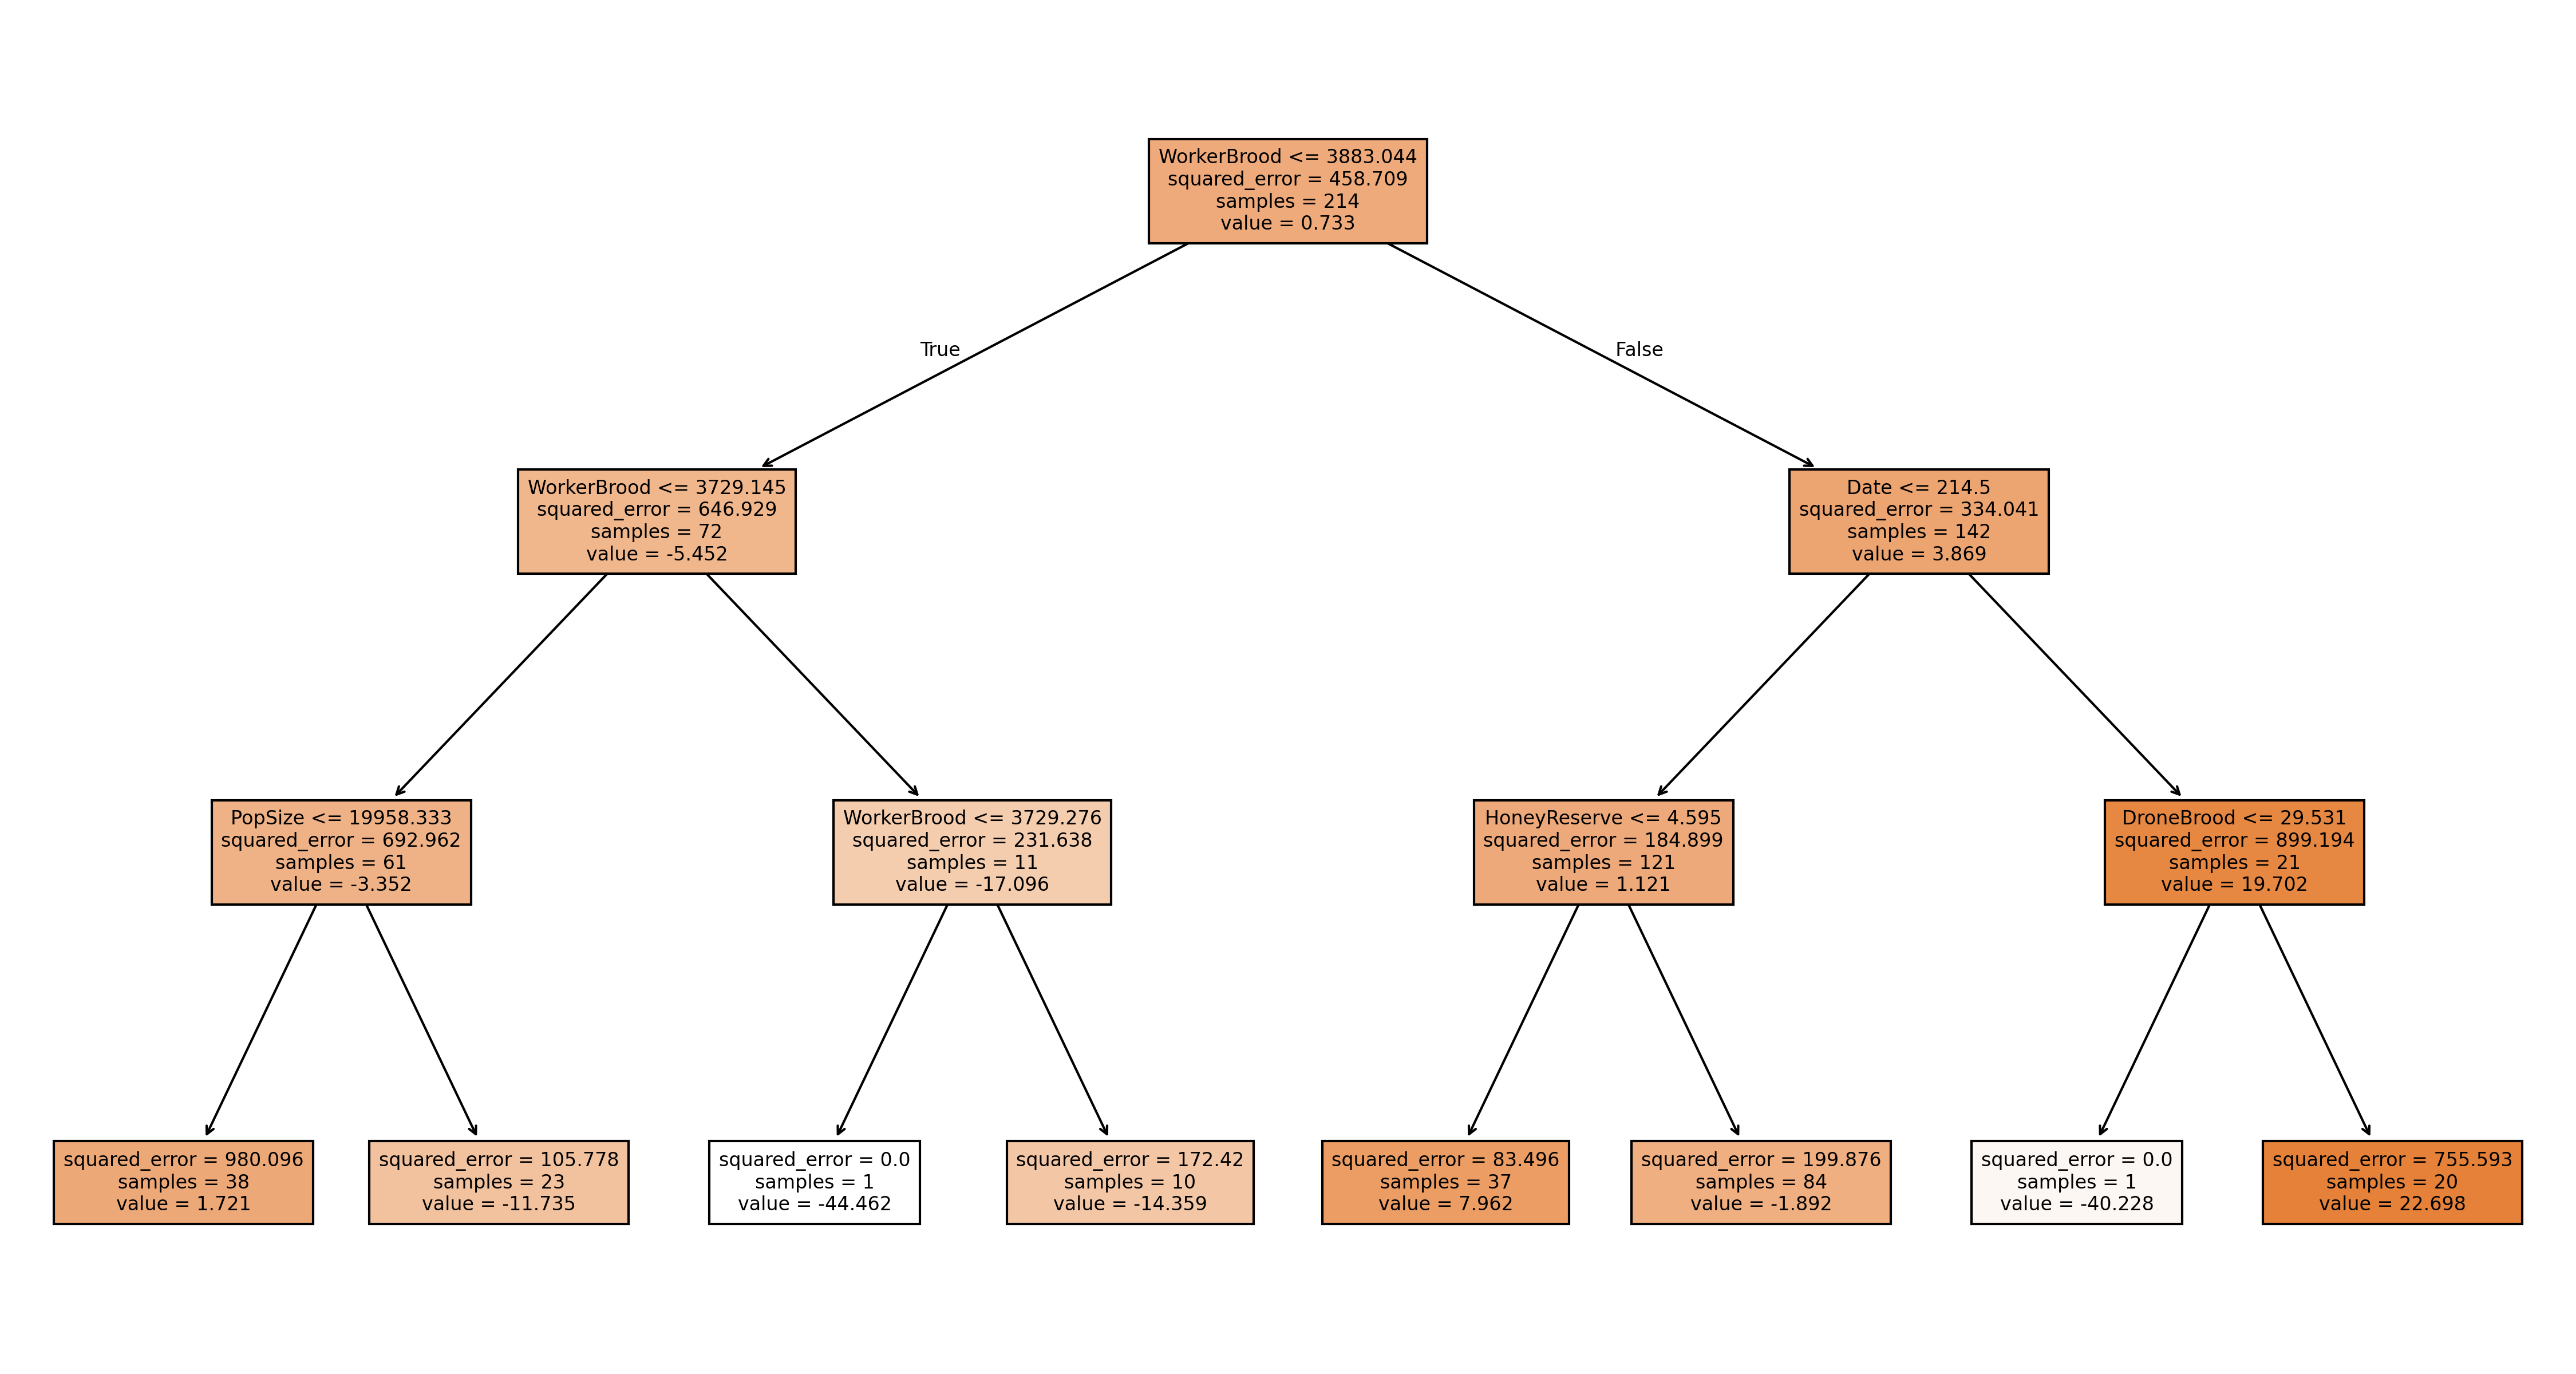 WorkerBrood <= 3883.044
squared_error = 458.709
samples = 214
value = 0.733
True
False
WorkerBrood <= 3729.145
squared_error = 646.929
samples = 72
value = -5.452
Date <= 214.5
squared_error = 334.041
samples = 142
value = 3.869
PopSize <= 19958.333
squared_error = 692.962
samples = 61
value = -3.352
WorkerBrood <= 3729.276
squared_error = 231.638
samples = 11
value = -17.096
HoneyReserve <= 4.595
squared_error = 184.899
samples = 121
value = 1.121
DroneBrood <= 29.531
squared_error = 899.194
samples = 21
value = 19.702
squared_error = 980.096
samples = 38
value = 1.721
squared_error = 105.778
samples = 23
value = -11.735
squared_error = 0.0
samples = 1
value = -44.462
squared_error = 172.42
samples = 10
value = -14.359
squared_error = 83.496
samples = 37
value = 7.962
squared_error = 199.876
samples = 84
value = -1.892
squared_error = 0.0
samples = 1
value = -40.228
squared_error = 755.593
samples = 20
value = 22.698